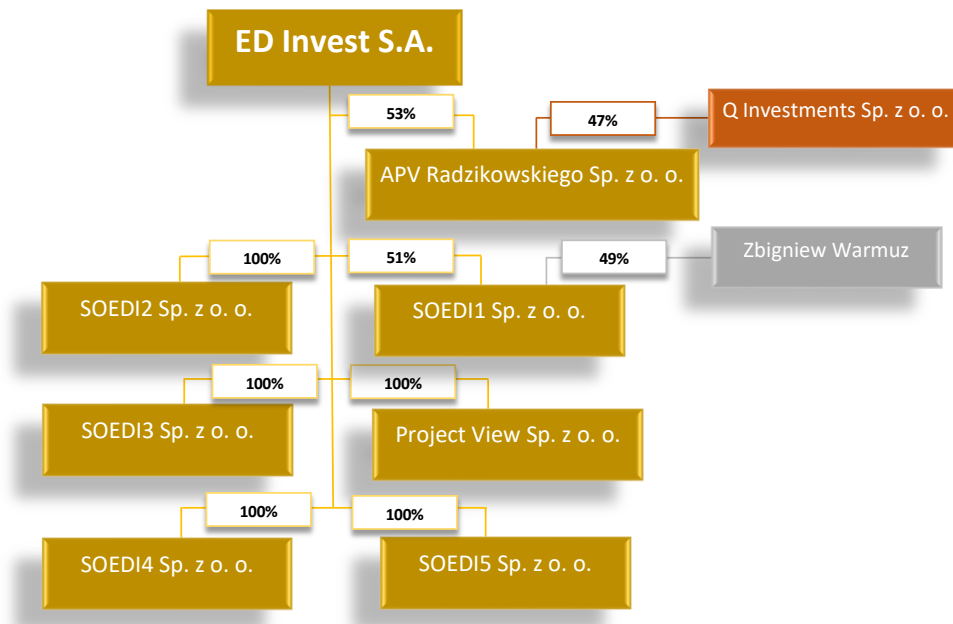 ED Invest S.A.
53%
47%
Q Investments Sp. z o. o.
APV Radzikowskiego Sp. z o. o.
100%
51%
49%
Zbigniew Warmuz
SOEDI2 Sp. z o. o.
SOEDI1 Sp. z o. o.
100%
100%
SOEDI3 Sp. z o. o.
Project View Sp. z o. o.
100%
100%
SOEDI4 Sp. z o. o.
SOEDI5 Sp. z o. o.